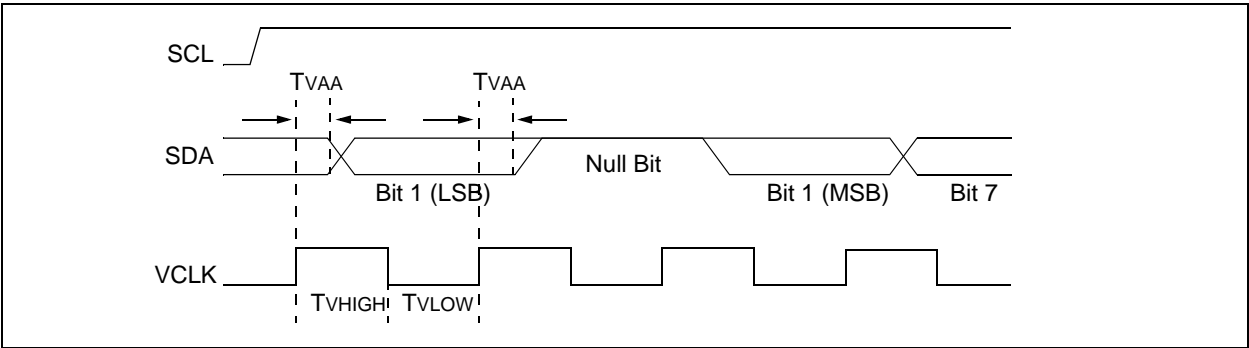 SCL
TVAA TVAA
SDA
Null Bit
Bit 1 (LSB) Bit 1 (MSB) Bit 7
VCLK
TVHIGH TVLOW